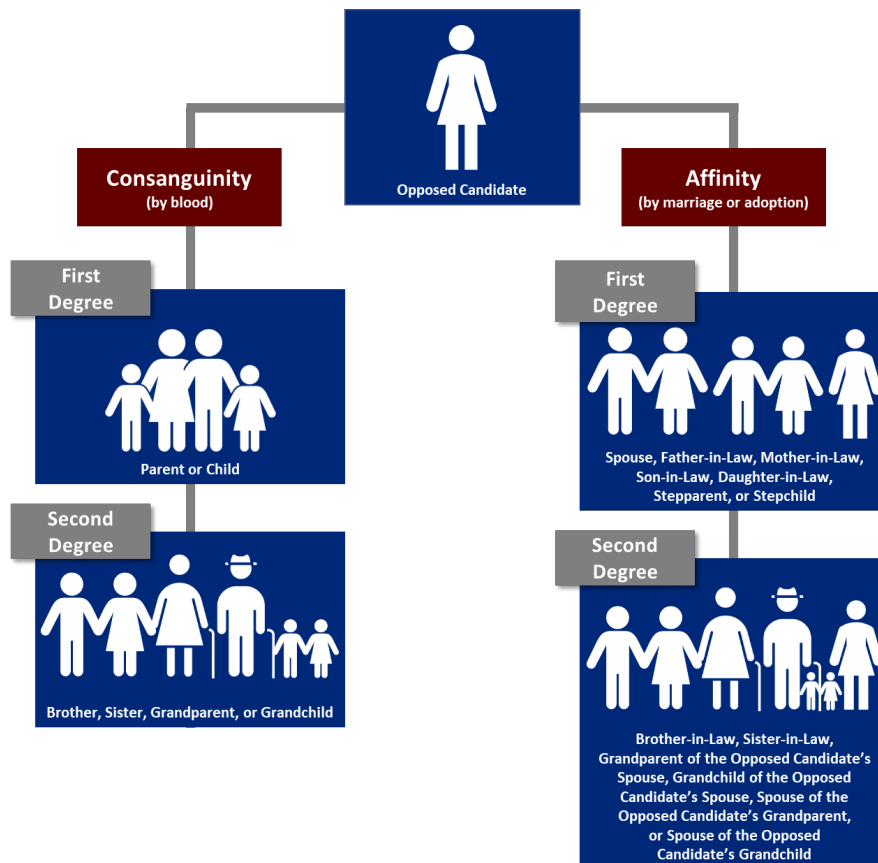 Opposed Candidate
Consanguinity
(by blood)
Affinity
(by marriage or adoption)
First
Degree
Parent or Child
Second
Degree
Brother, Sister, Grandparent, or Grandchild
First
Degree
Spouse, Father-in-Law, Mother-in-Law,
Son-in-Law, Daughter-in-Law,
Stepparent, or Stepchild
Second
Degree
Brother-in-Law, Sister-in-Law,
Grandparent of the Opposed Candidate's
Spouse, Grandchild of the Opposed
Candidate's Spouse, Spouse of the
Opposed Candidate's Grandparent,
or Spouse of the Opposed
Candidate's Grandchild